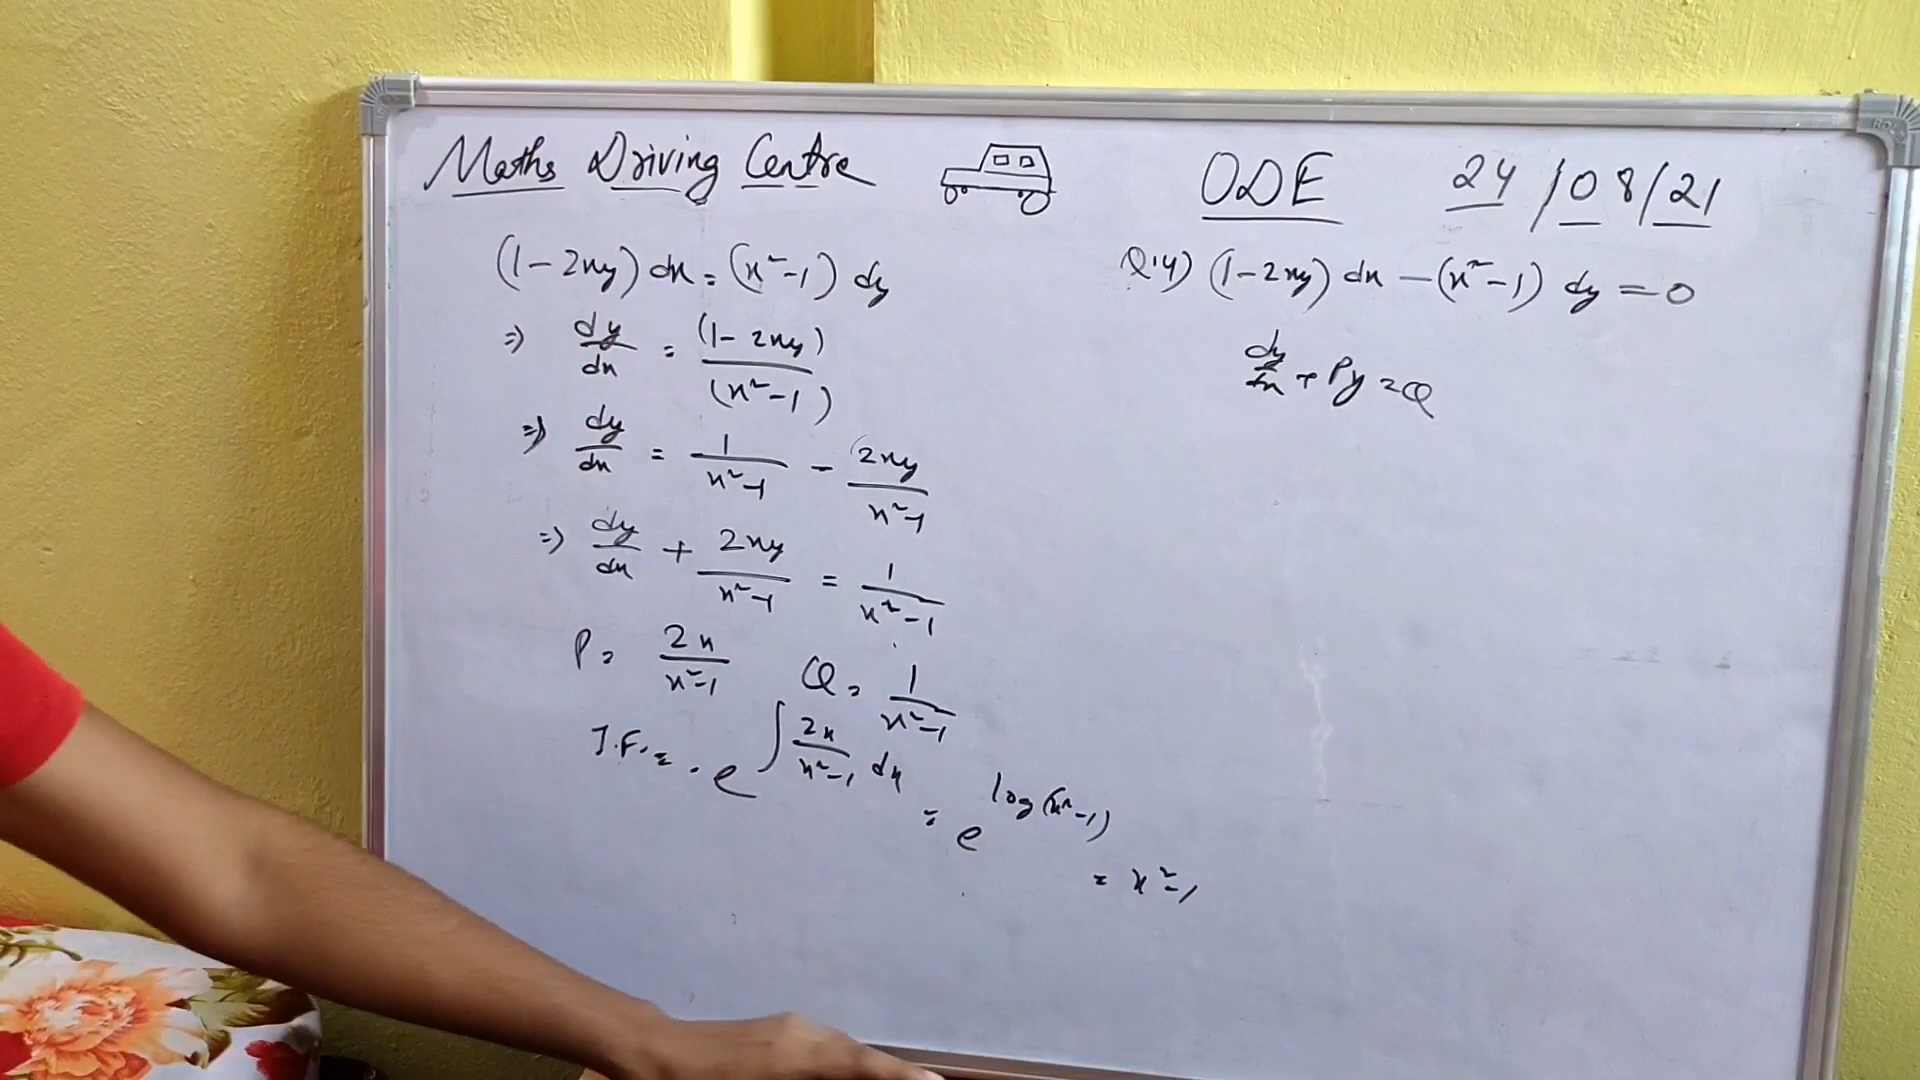 Maths Driving Centre ODE 24/08/21
Q.4) (1-2xy) dx - (x²-1) dy = 0
dy/dx + Py = Q
(1-2xy) dx = (x²-1) dy
=> dy/dx = (1-2xy)/(x²-1)
=> dy/dx = 1/(x²-1) - 2xy/(x²-1)
=> dy/dx + 2xy/(x²-1) = 1/(x²-1)
P = 2x/(x²-1) Q = 1/(x²-1)
I.F. = e^∫ 2x/(x²-1) dx = e^log(x²-1)
= x²-1